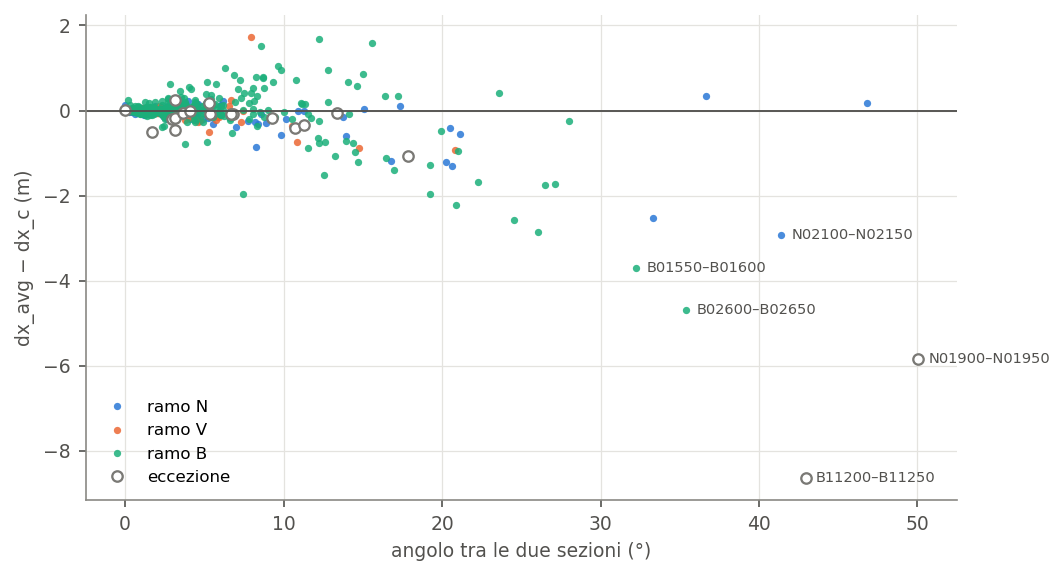 2
0
−2
−4
−6
−8
dx_avg − dx_c (m)
N02100–N02150
B01550–B01600
B02600–B02650
N01900–N01950
B11200–B11250
ramo N
ramo V
ramo B
eccezione
0 10 20 30 40 50
angolo tra le due sezioni (°)